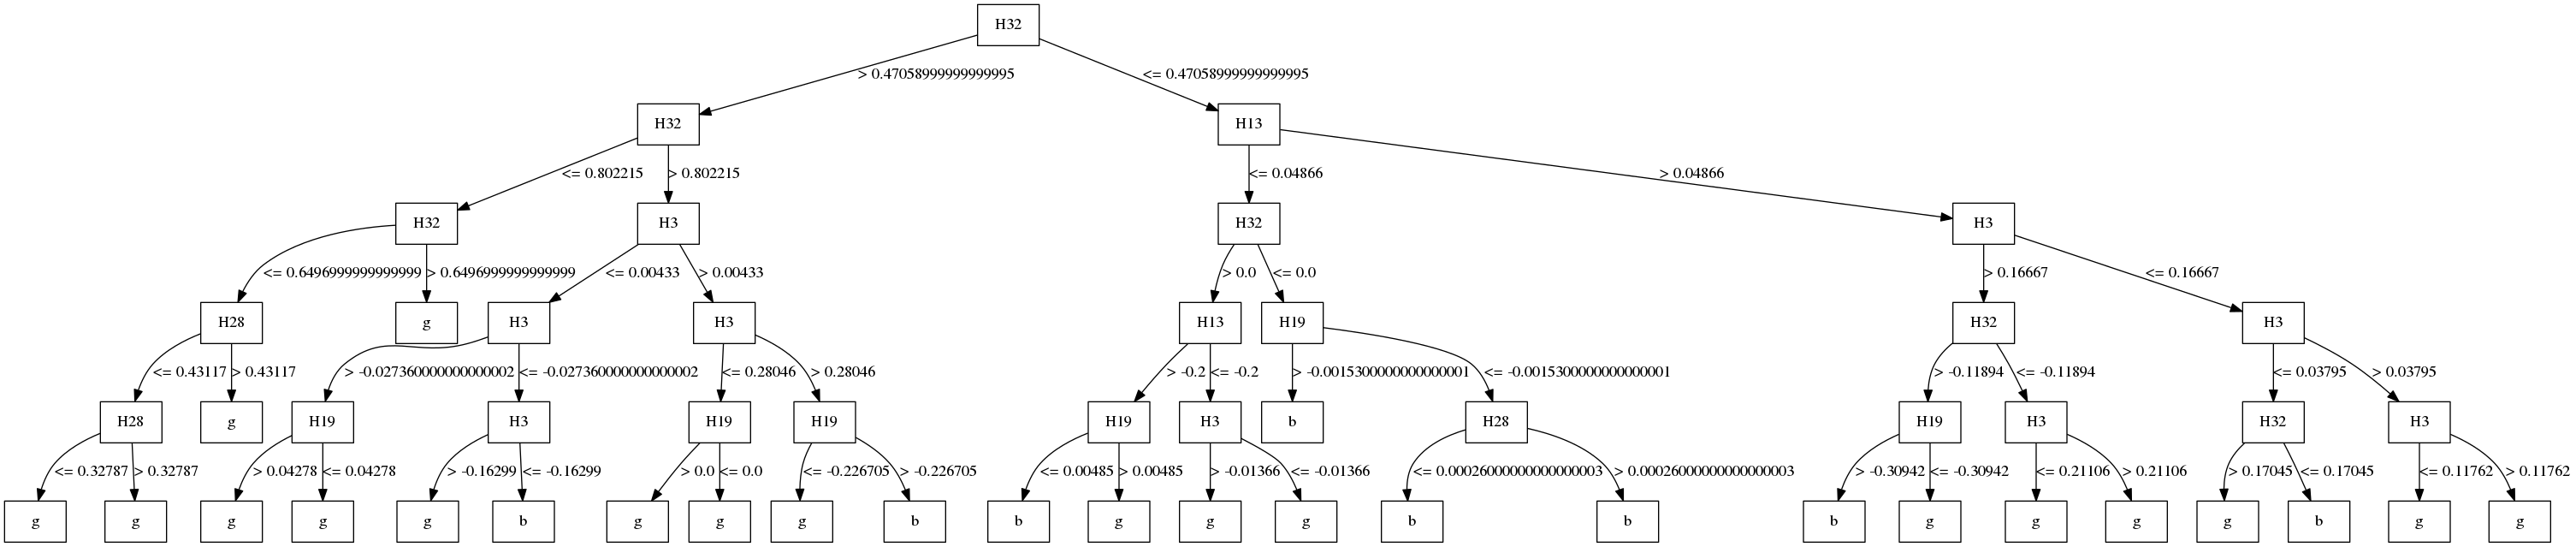 H32
> 0.47058999999999995 <= 0.47058999999999995
H32 H13
<= 0.802215 > 0.802215 <= 0.04866 > 0.04866
H32 H3 H32 H3
<= 0.6496999999999999 > 0.6496999999999999 <= 0.00433 > 0.00433 > 0.0 <= 0.0 > 0.16667 <= 0.16667
H28 g H3 H3 H13 H19 H32 H3
<= 0.43117 > 0.43117 > -0.027360000000000002 <= -0.027360000000000002 <= 0.28046 > 0.28046 > -0.2 <= -0.2 > -0.0015300000000000001 <= -0.0015300000000000001 > -0.11894 <= -0.11894 <= 0.03795 > 0.03795
H28 g H19 H3 H19 H19 H19 H3 b H28 H19 H3 H32 H3
<= 0.32787 > 0.32787 > 0.04278 <= 0.04278 > -0.16299 <= -0.16299 > 0.0 <= 0.0 <= -0.226705 > -0.226705 <= 0.00485 > 0.00485 > -0.01366 <= -0.01366 <= 0.00026000000000000003 > 0.00026000000000000003 > -0.30942 <= -0.30942 <= 0.21106 > 0.21106 > 0.17045 <= 0.17045 <= 0.11762 > 0.11762
g g g g g b g g g b b g g g b b b g g g g b g g